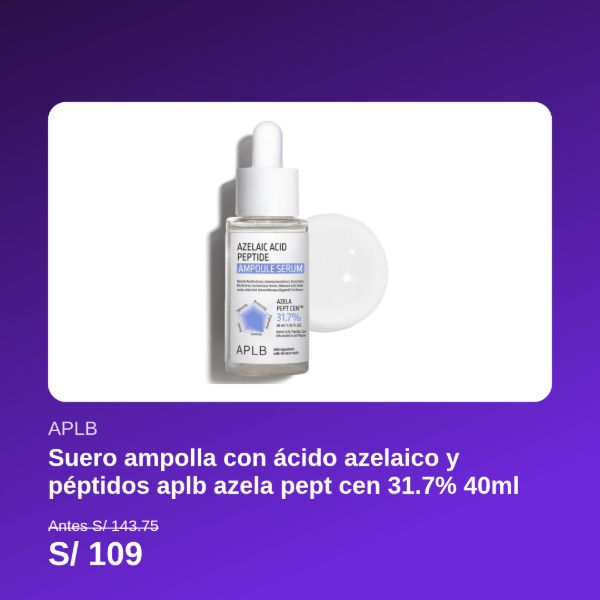 AZELAIC ACID
PEPTIDE
AMPOULE SERUM
AZELA
PEPT CEN™
31.7%
APLB
APLB
Suero ampolla con ácido azelaico y
péptidos aplb azela pept cen 31.7% 40ml
Antes S/ 143.75
S/ 109